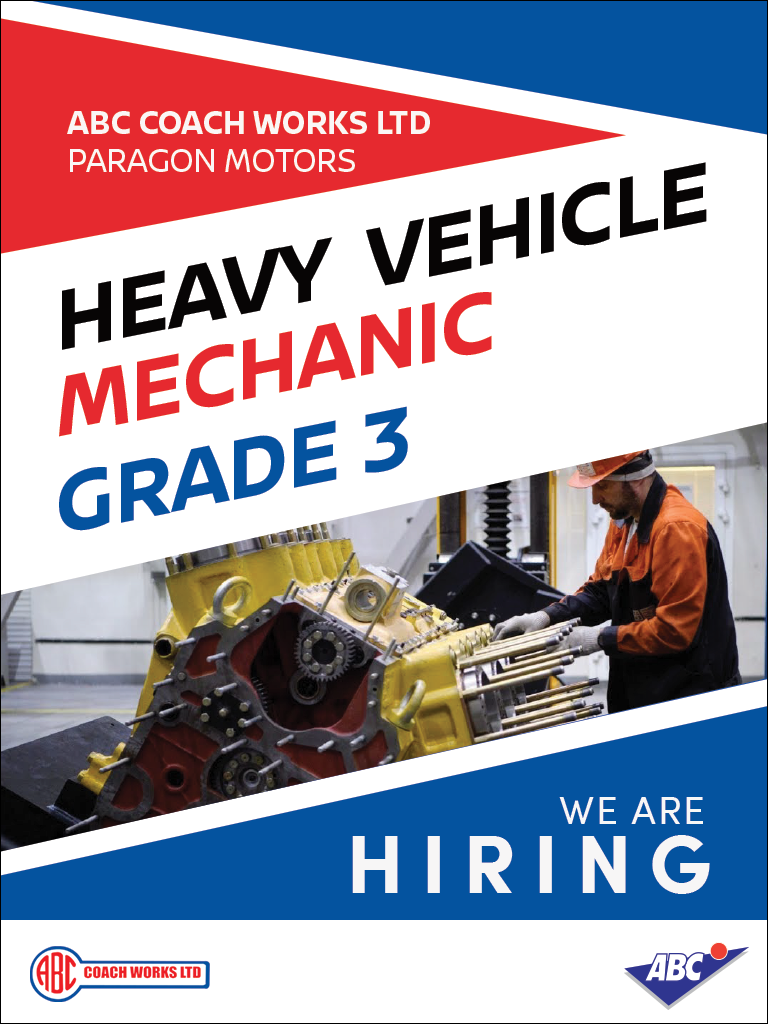 ABC COACH WORKS LTD
PARAGON MOTORS
HEAVY VEHICLE
MECHANIC
GRADE 3
WE ARE
HIRING
ABC COACH WORKS LTD
ABC